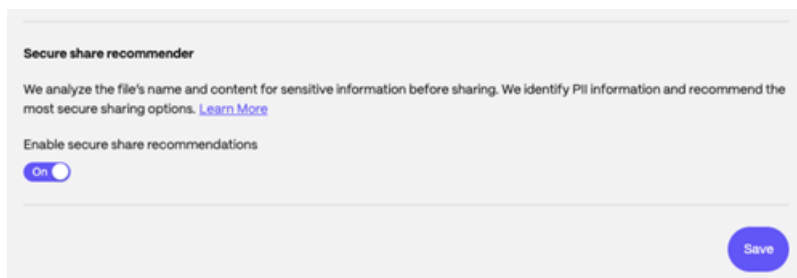 Secure share recommender
We analyze the file's name and content for sensitive information before sharing. We identify PII information and recommend the
most secure sharing options. Learn More
Enable secure share recommendations
On
Save